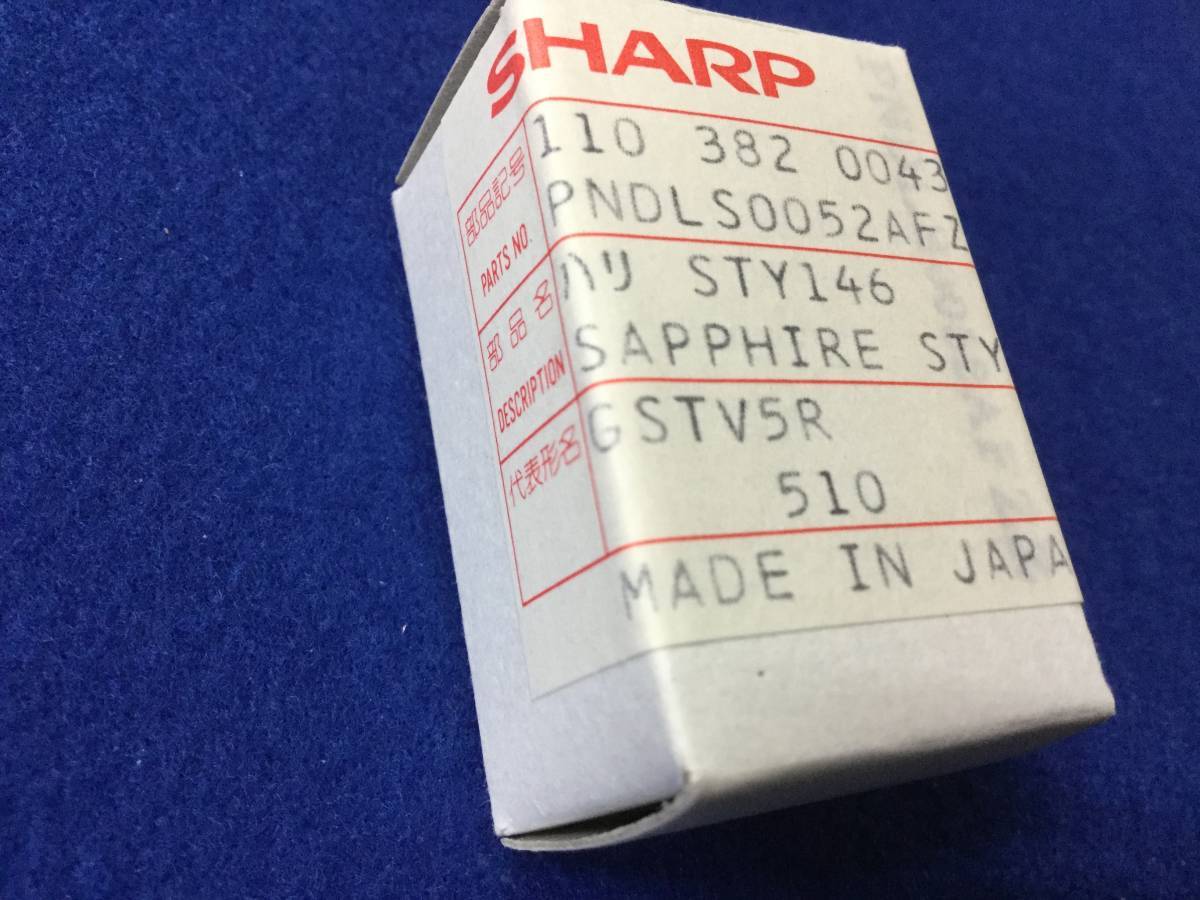 SHARP
部品記号
PARTS NO.
110 382 0043
PNDLS0052AFZ
部品名
DESCRIPTION
ハリ STY146
SAPPHIRE STY
代表形名
GSTV5R
510
MADE IN JAPA